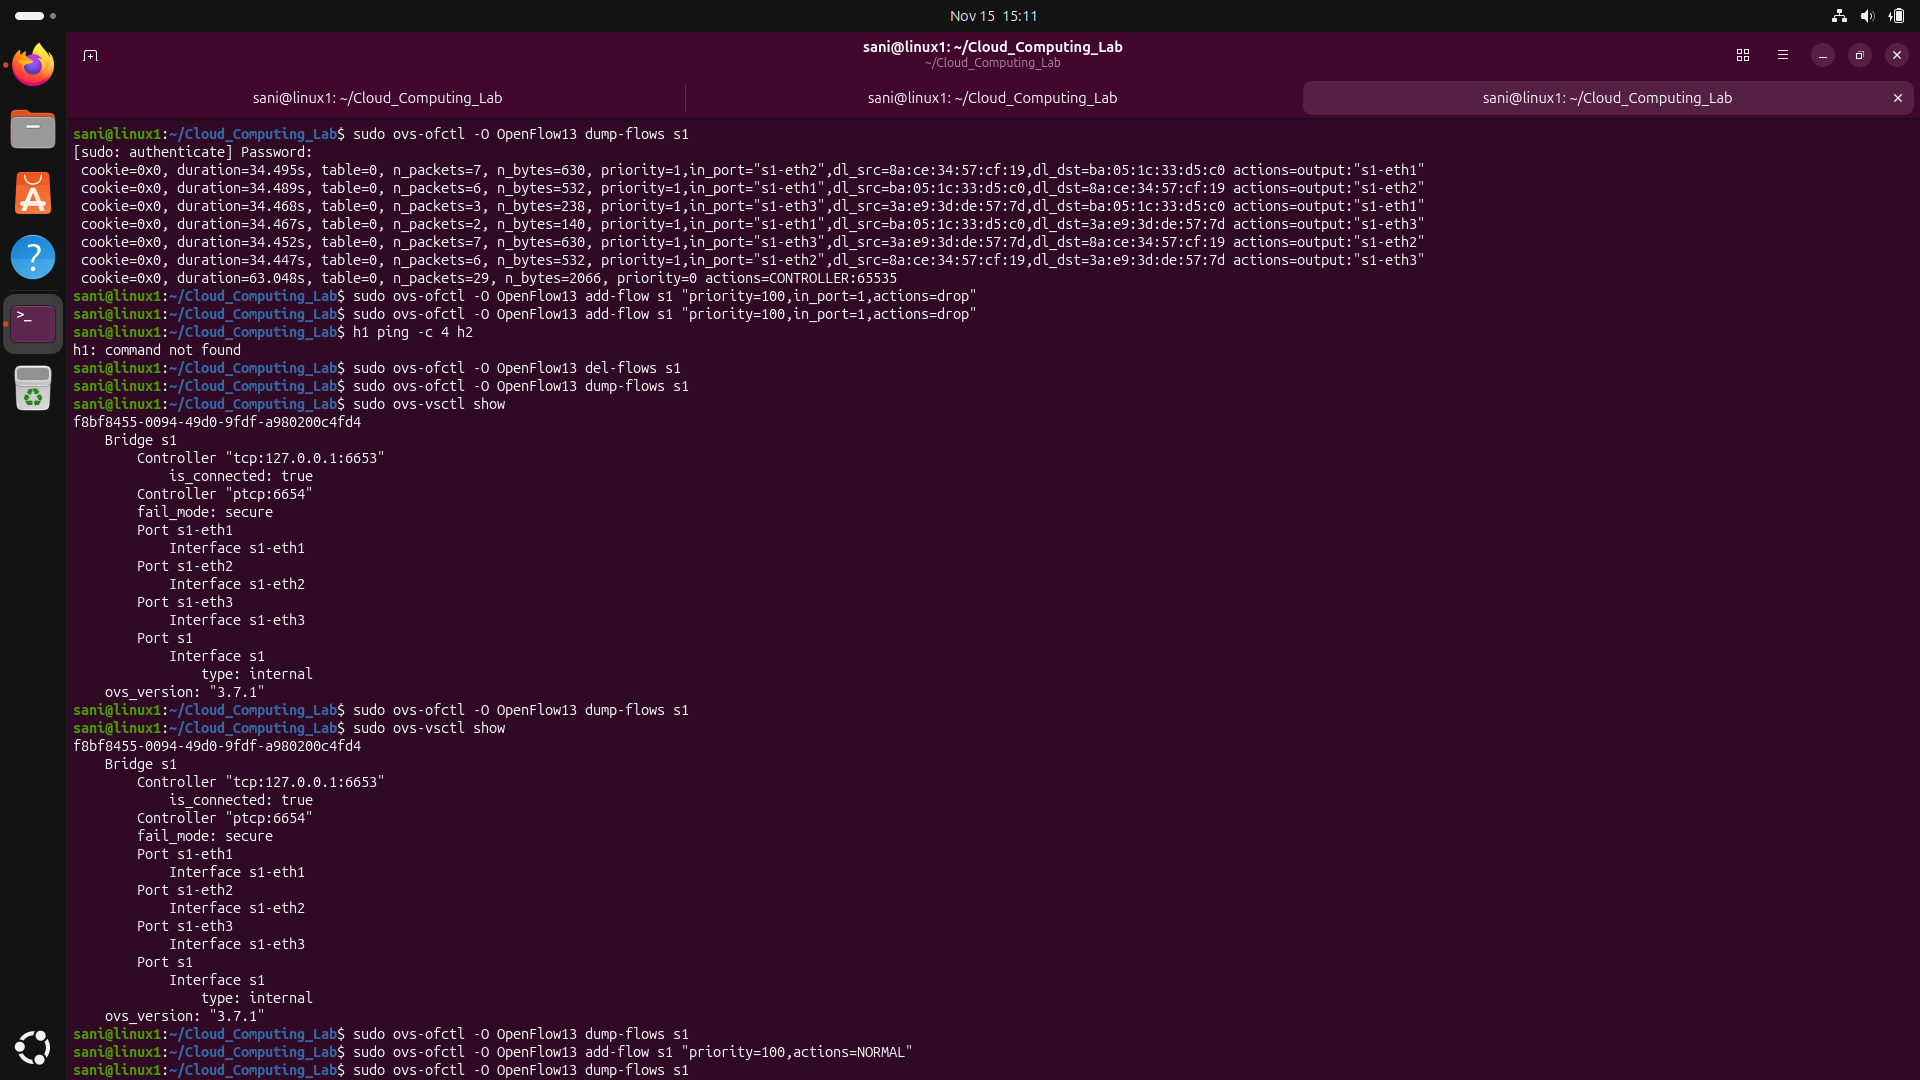 Nov 15 15:11
sani@linux1: ~/Cloud_Computing_Lab
~/Cloud_Computing_Lab
sani@linux1: ~/Cloud_Computing_Lab
sani@linux1: ~/Cloud_Computing_Lab
sani@linux1: ~/Cloud_Computing_Lab
sani@linux1:~/Cloud_Computing_Lab$ sudo ovs-ofctl -O OpenFlow13 dump-flows s1
[sudo: authenticate] Password:
cookie=0x0, duration=34.495s, table=0, n_packets=7, n_bytes=630, priority=1,in_port="s1-eth2",dl_src=8a:ce:34:57:cf:19,dl_dst=ba:05:1c:33:d5:c0 actions=output:"s1-eth1"
cookie=0x0, duration=34.489s, table=0, n_packets=6, n_bytes=532, priority=1,in_port="s1-eth1",dl_src=ba:05:1c:33:d5:c0,dl_dst=8a:ce:34:57:cf:19 actions=output:"s1-eth2"
cookie=0x0, duration=34.468s, table=0, n_packets=3, n_bytes=238, priority=1,in_port="s1-eth3",dl_src=3a:e9:3d:de:57:7d,dl_dst=ba:05:1c:33:d5:c0 actions=output:"s1-eth1"
cookie=0x0, duration=34.467s, table=0, n_packets=2, n_bytes=140, priority=1,in_port="s1-eth1",dl_src=ba:05:1c:33:d5:c0,dl_dst=3a:e9:3d:de:57:7d actions=output:"s1-eth3"
cookie=0x0, duration=34.452s, table=0, n_packets=7, n_bytes=630, priority=1,in_port="s1-eth3",dl_src=3a:e9:3d:de:57:7d,dl_dst=8a:ce:34:57:cf:19 actions=output:"s1-eth2"
cookie=0x0, duration=34.447s, table=0, n_packets=6, n_bytes=532, priority=1,in_port="s1-eth2",dl_src=8a:ce:34:57:cf:19,dl_dst=3a:e9:3d:de:57:7d actions=output:"s1-eth3"
cookie=0x0, duration=63.048s, table=0, n_packets=29, n_bytes=2066, priority=0 actions=CONTROLLER:65535
sani@linux1:~/Cloud_Computing_Lab$ sudo ovs-ofctl -O OpenFlow13 add-flow s1 "priority=100,in_port=1,actions=drop"
sani@linux1:~/Cloud_Computing_Lab$ sudo ovs-ofctl -O OpenFlow13 add-flow s1 "priority=100,in_port=1,actions=drop"
sani@linux1:~/Cloud_Computing_Lab$ h1 ping -c 4 h2
h1: command not found
sani@linux1:~/Cloud_Computing_Lab$ sudo ovs-ofctl -O OpenFlow13 del-flows s1
sani@linux1:~/Cloud_Computing_Lab$ sudo ovs-ofctl -O OpenFlow13 dump-flows s1
sani@linux1:~/Cloud_Computing_Lab$ sudo ovs-vsctl show
f8bf8455-0094-49d0-9fdf-a980200c4fd4
Bridge s1
Controller "tcp:127.0.0.1:6653"
is_connected: true
Controller "ptcp:6654"
fail_mode: secure
Port s1-eth1
Interface s1-eth1
Port s1-eth2
Interface s1-eth2
Port s1-eth3
Interface s1-eth3
Port s1
Interface s1
type: internal
ovs_version: "3.7.1"
sani@linux1:~/Cloud_Computing_Lab$ sudo ovs-ofctl -O OpenFlow13 dump-flows s1
sani@linux1:~/Cloud_Computing_Lab$ sudo ovs-vsctl show
f8bf8455-0094-49d0-9fdf-a980200c4fd4
Bridge s1
Controller "tcp:127.0.0.1:6653"
is_connected: true
Controller "ptcp:6654"
fail_mode: secure
Port s1-eth1
Interface s1-eth1
Port s1-eth2
Interface s1-eth2
Port s1-eth3
Interface s1-eth3
Port s1
Interface s1
type: internal
ovs_version: "3.7.1"
sani@linux1:~/Cloud_Computing_Lab$ sudo ovs-ofctl -O OpenFlow13 dump-flows s1
sani@linux1:~/Cloud_Computing_Lab$ sudo ovs-ofctl -O OpenFlow13 add-flow s1 "priority=100,actions=NORMAL"
sani@linux1:~/Cloud_Computing_Lab$ sudo ovs-ofctl -O OpenFlow13 dump-flows s1